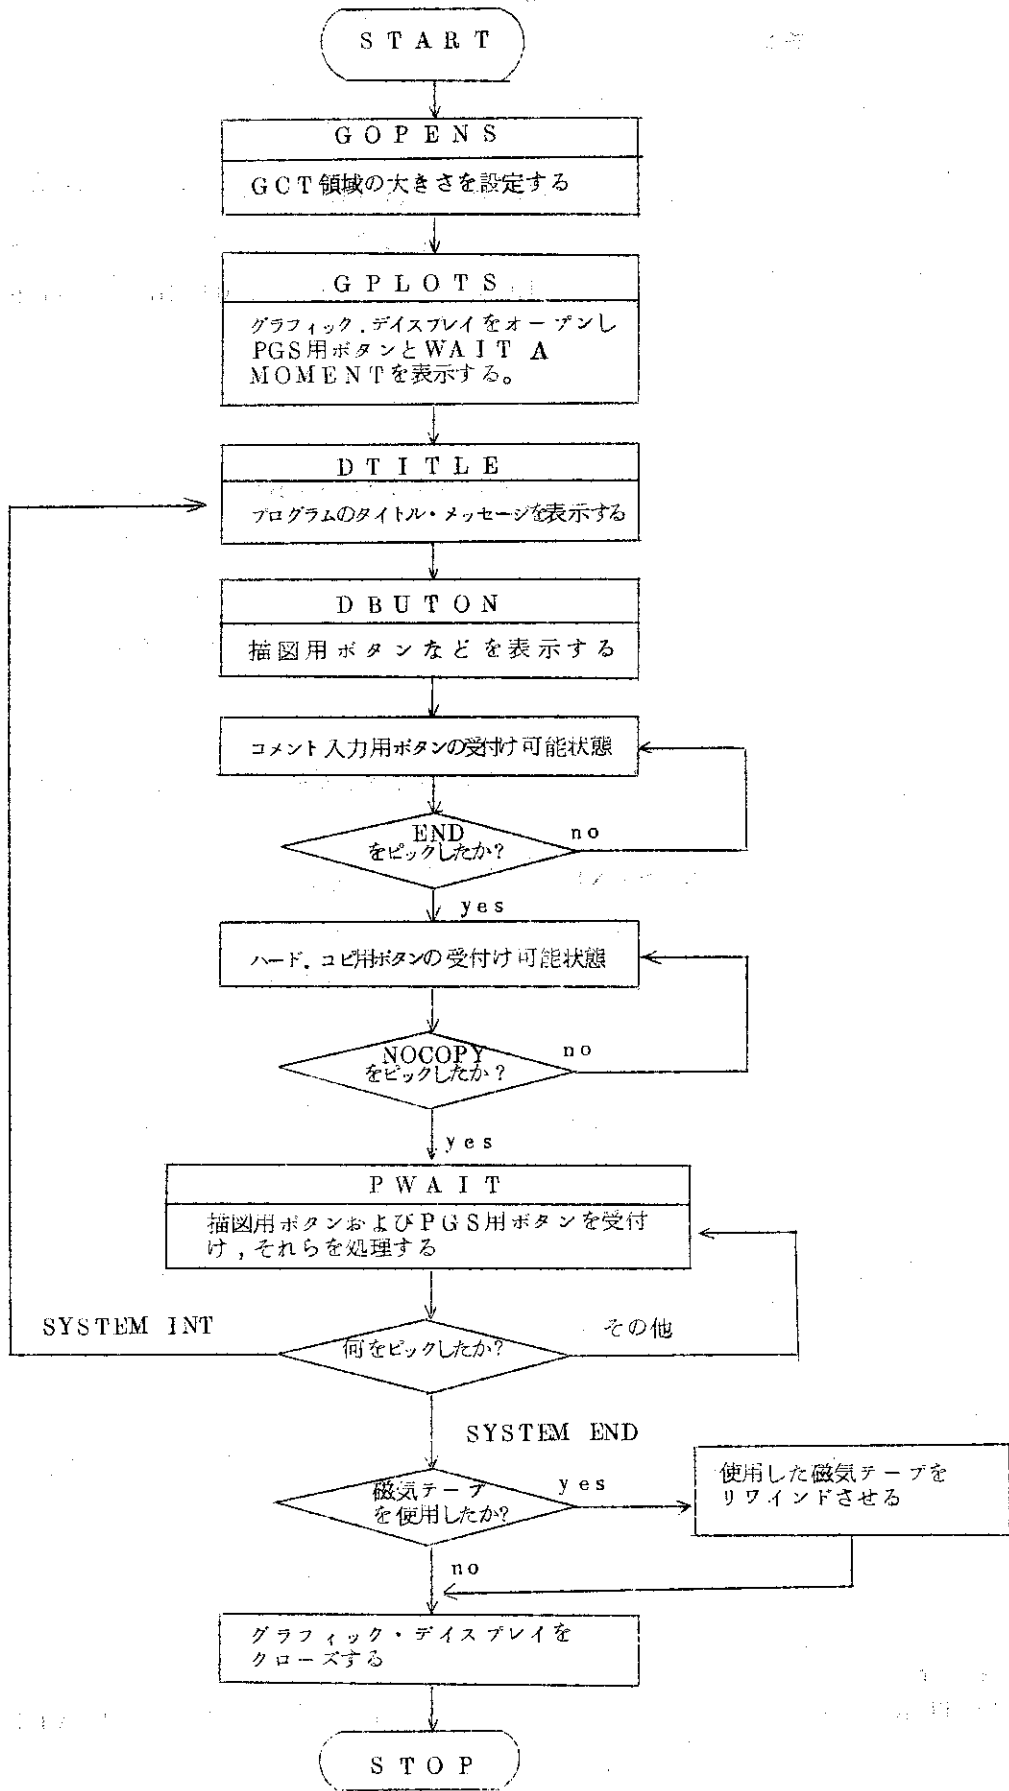 START
GOPENS
GCT領域の大きさを設定する
GPLOTS
グラフィック.デイスプレイをオープンし
PGS用ボタンとWAIT A
MOMENTを表示する。
DTITLE
プログラムのタイトル・メッセージを表示する
DBUTON
描図用ボタンなどを表示する
コメント入力用ボタンの受付け可能状態
END
をピックしたか?
no
yes
ハード.コピ用ボタンの受付け可能状態
NOCOPY
をピックしたか?
no
yes
PWAIT
描図用ボタンおよびPGS用ボタンを受付
け,それらを処理する
SYSTEM INT
何をピックしたか?
その他
SYSTEM END
磁気テープ
を使用したか?
yes
使用した磁気テープを
リワインドさせる
no
グラフィック・デイスプレイを
クローズする
STOP